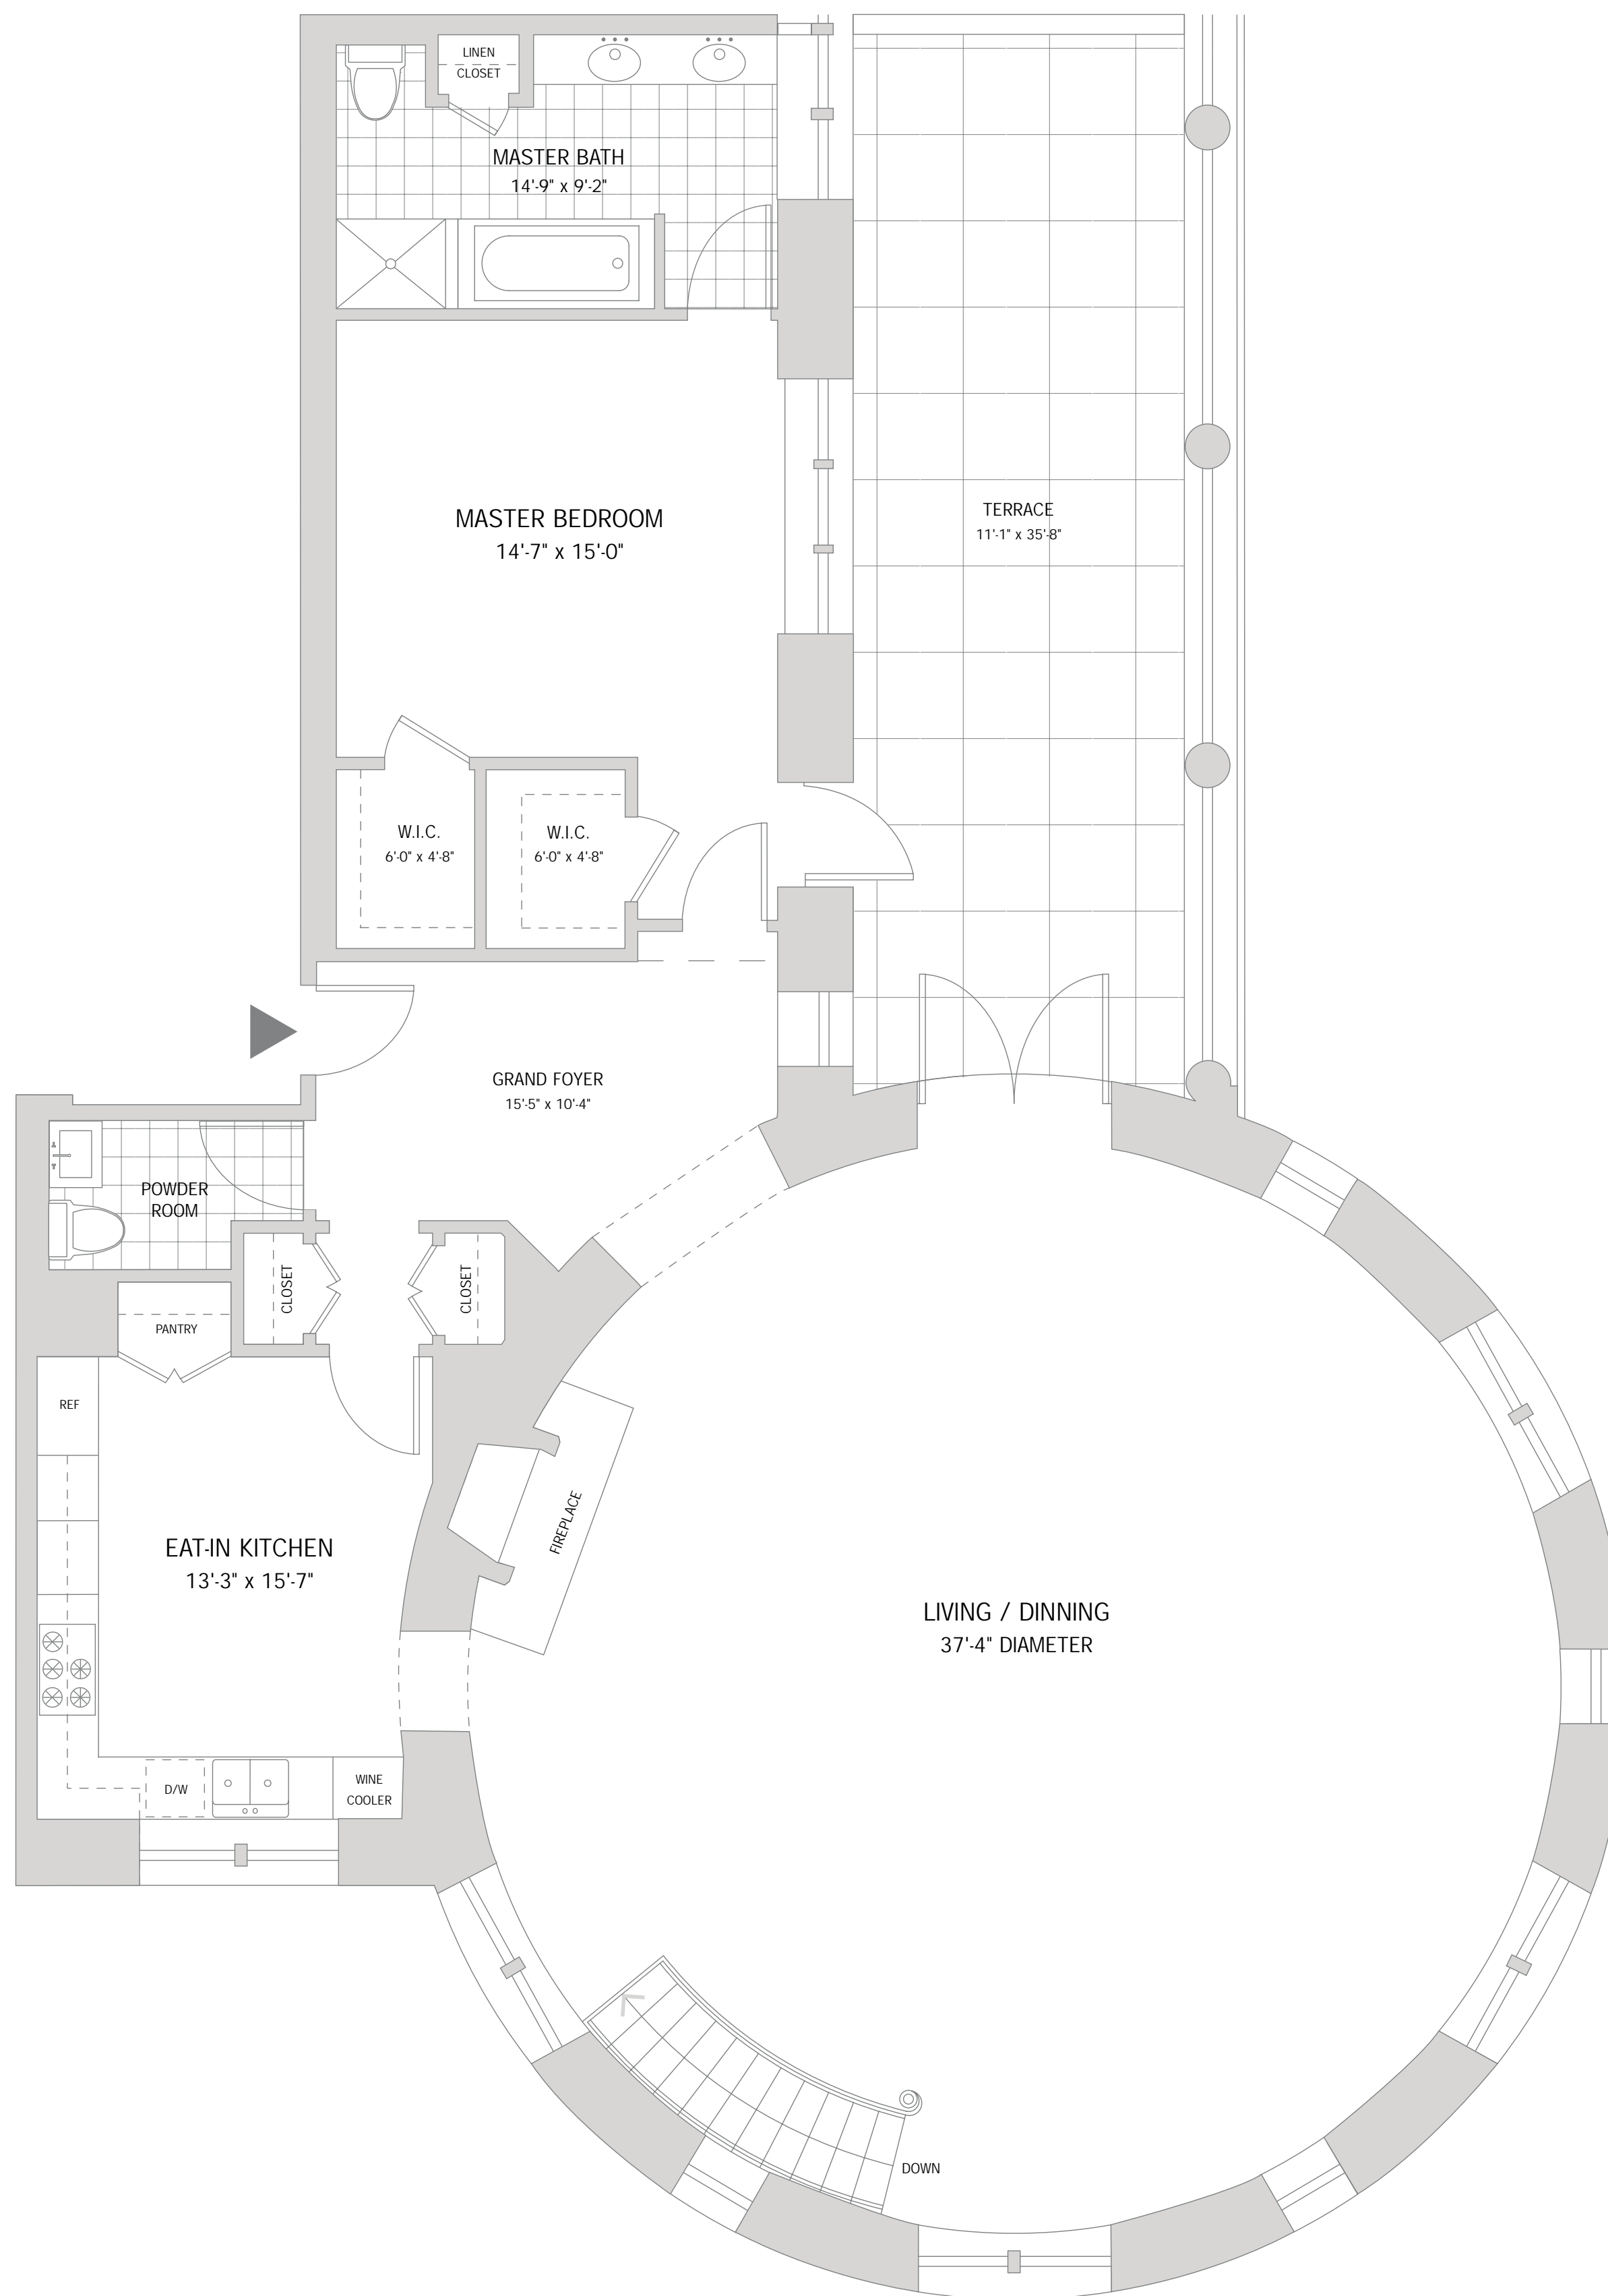 LINEN
CLOSET
MASTER BATH
14'-9" x 9'-2"
MASTER BEDROOM
14'-7" x 15'-0"
TERRACE
11'-1" x 35'-8"
W.I.C.
6'-0" x 4'-8"
W.I.C.
6'-0" x 4'-8"
GRAND FOYER
15'-5" x 10'-4"
POWDER
ROOM
CLOSET
CLOSET
PANTRY
REF
FIREPLACE
EAT-IN KITCHEN
13'-3" x 15'-7"
LIVING / DINNING
37'-4" DIAMETER
D/W
WINE
COOLER
DOWN